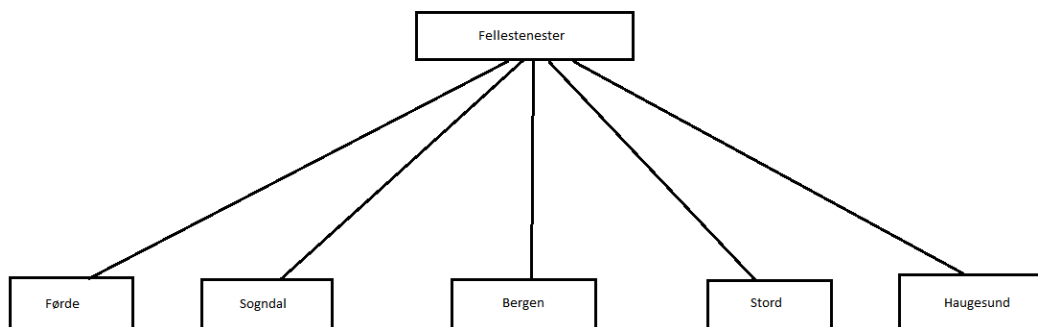 Fellestenester
Førde
Sogndal
Bergen
Stord
Haugesund